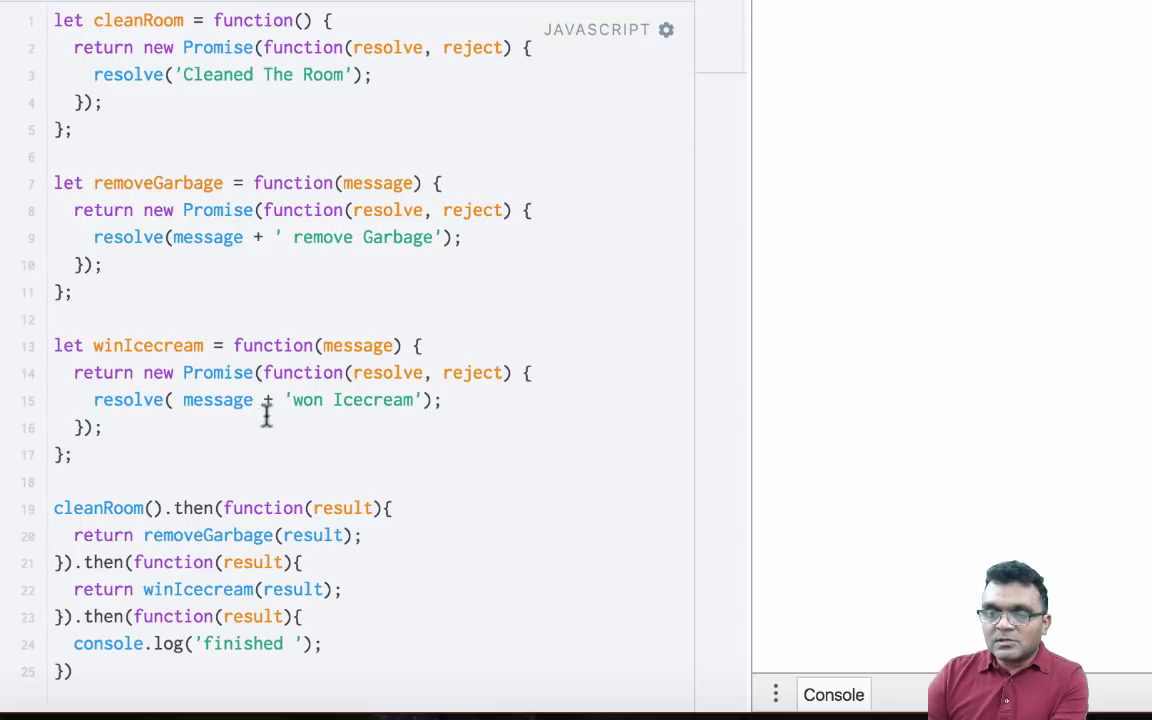 JAVASCRIPT
1 let cleanRoom = function() {
2 return new Promise(function(resolve, reject) {
3 resolve('Cleaned The Room');
4 });
5 };
6
7 let removeGarbage = function(message) {
8 return new Promise(function(resolve, reject) {
9 resolve(message + ' remove Garbage');
10 });
11 };
12
13 let winIcecream = function(message) {
14 return new Promise(function(resolve, reject) {
15 resolve( message + 'won Icecream');
16 });
17 };
18
19 cleanRoom().then(function(result){
20 return removeGarbage(result);
21 }).then(function(result){
22 return winIcecream(result);
23 }).then(function(result){
24 console.log('finished ');
25 })
Console